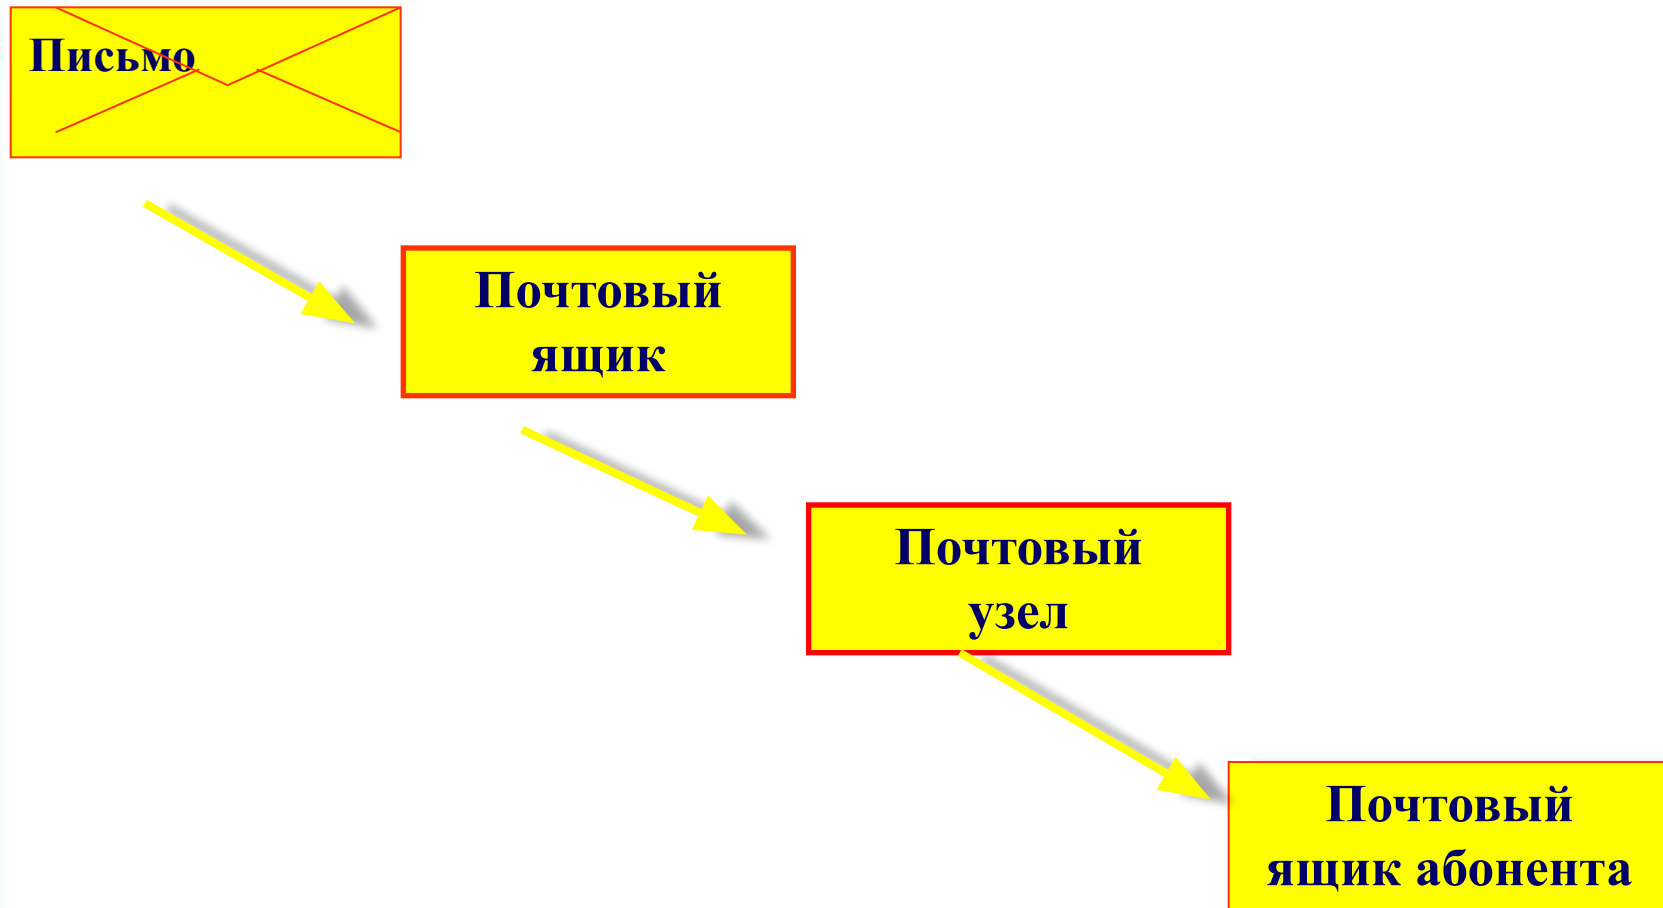 Письмо
Почтовый
ящик
Почтовый
узел
Почтовый
ящик абонента